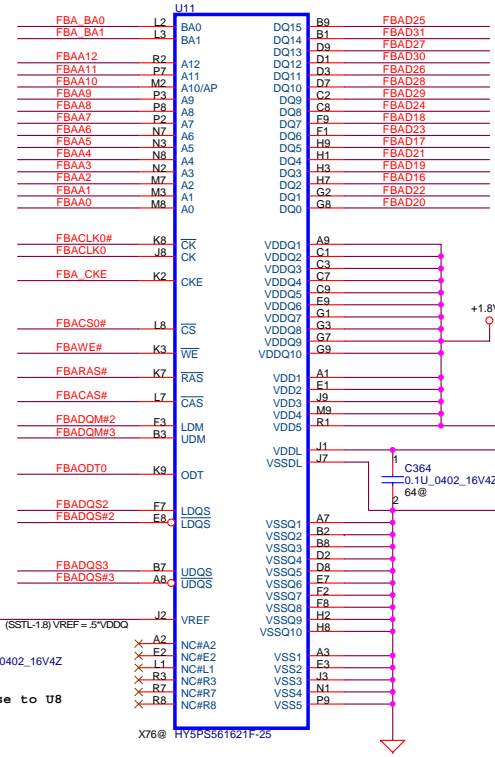 U11
FBA_BA0 L2 BA0 DQ15 B9 FBAD25
FBA_BA1 L3 BA1 DQ14 B1 FBAD31
DQ13 D9 FBAD27
FBAA12 R2 A12 DQ12 D1 FBAD30
FBAA11 P7 A11 DQ11 D3 FBAD26
FBAA10 M2 A10/AP DQ10 D7 FBAD28
FBAA9 P3 A9 DQ9 C2 FBAD29
FBAA8 P8 A8 DQ8 C8 FBAD24
FBAA7 P2 A7 DQ7 F9 FBAD18
FBAA6 N7 A6 DQ6 F1 FBAD23
FBAA5 N3 A5 DQ5 H9 FBAD17
FBAA4 N8 A4 DQ4 H1 FBAD21
FBAA3 N2 A3 DQ3 H3 FBAD19
FBAA2 M7 A2 DQ2 H7 FBAD16
FBAA1 M3 A1 DQ1 G2 FBAD22
FBAA0 M8 A0 DQ0 G8 FBAD20
FBACLK0# K8 CK VDDQ1 A9
FBACLK0 J8 CK VDDQ2 C1
VDDQ3 C3
FBA_CKE K2 CKE VDDQ4 C7
VDDQ5 C9
VDDQ6 E9
VDDQ7 G1
+1.8V
FBACS0# L8 CS VDDQ8 G3
VDDQ9 G7
FBAWE# K3 WE VDDQ10 G9
FBARAS# K7 RAS VDD1 A1
VDD2 E1
FBACAS# L7 CAS VDD3 J9
VDD4 M9
FBADQM#2 F3 LDM VDD5 R1
FBADQM#3 B3 UDM
VDDL J1
VSSDL J7
FBAODT0 K9 ODT
1
C364
0.1U_0402_16V4Z
64@
2
FBADQS2 F7 LDQS VSSQ1 A7
FBADQS#2 E8 LDQS VSSQ2 B2
VSSQ3 B8
VSSQ4 D2
FBADQS3 B7 UDQS VSSQ5 D8
FBADQS#3 A8 UDQS VSSQ6 E7
VSSQ7 F2
VSSQ8 F8
J2 VREF VSSQ9 H2
(SSTL-1.8) VREF = .5*VDDQ
VSSQ10 H8
A2 NC#A2
E2 NC#E2 VSS1 A3
L1 NC#L1 VSS2 E3
0402_16V4Z
R3 NC#R3 VSS3 J3
R7 NC#R7 VSS4 N1
R8 NC#R8 VSS5 P9
se to U8
X76@ HY5PS561621F-25